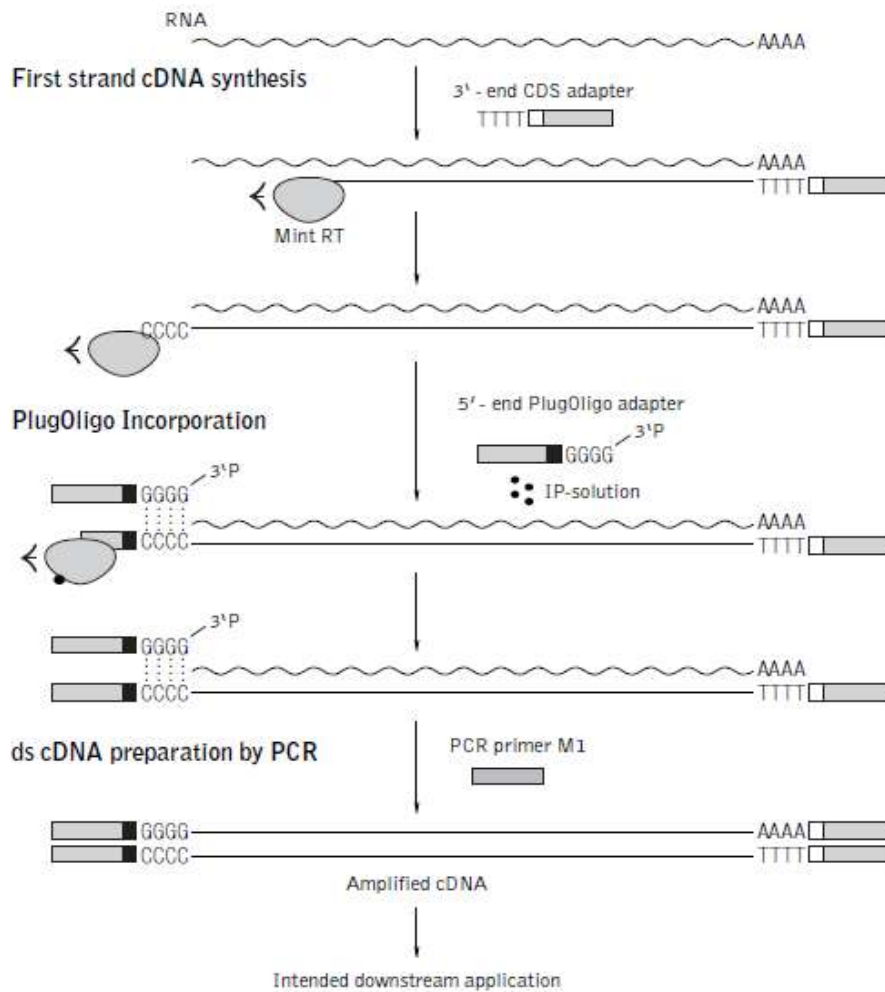 RNA
AAAA
First strand cDNA synthesis
3' - end CDS adapter
TTTT
AAAA
TTTT
Mint RT
AAAA
CCCC
TTTT
5' - end PlugOligo adapter
PlugOligo Incorporation
3'P
GGGG
3'P
GGGG
IP-solution
AAAA
CCCC
TTTT
3'P
GGGG
AAAA
CCCC
TTTT
ds cDNA preparation by PCR
PCR primer M1
GGGG
AAAA
CCCC
TTTT
Amplified cDNA
Intended downstream application